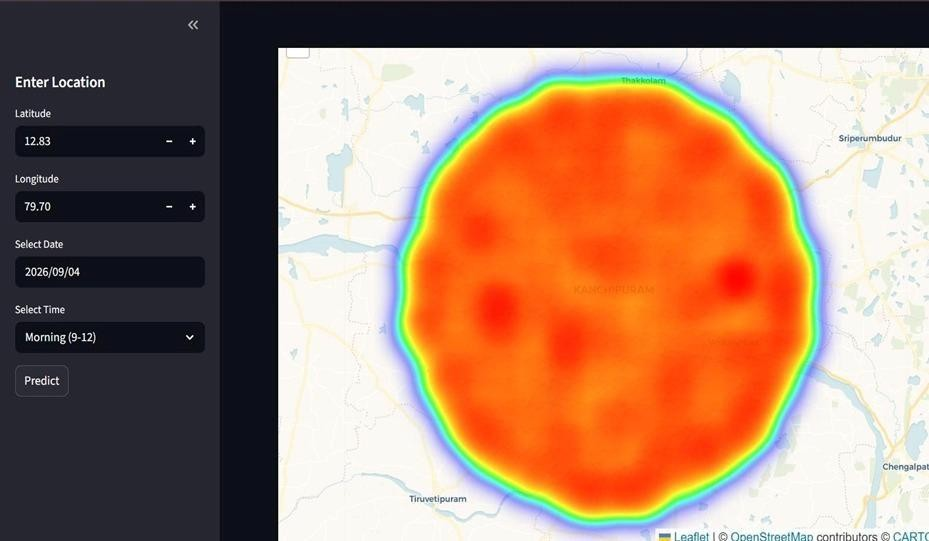 Enter Location
Latitude
12.83
Longitude
79.70
Select Date
2026/09/04
Select Time
Morning (9-12)
Predict
Thakkolam
Sriperumbudur
KANCHIPURAM
Chengalpat
Tiruvetipuram
Leaflet | © OpenStreetMap contributors © CARTO